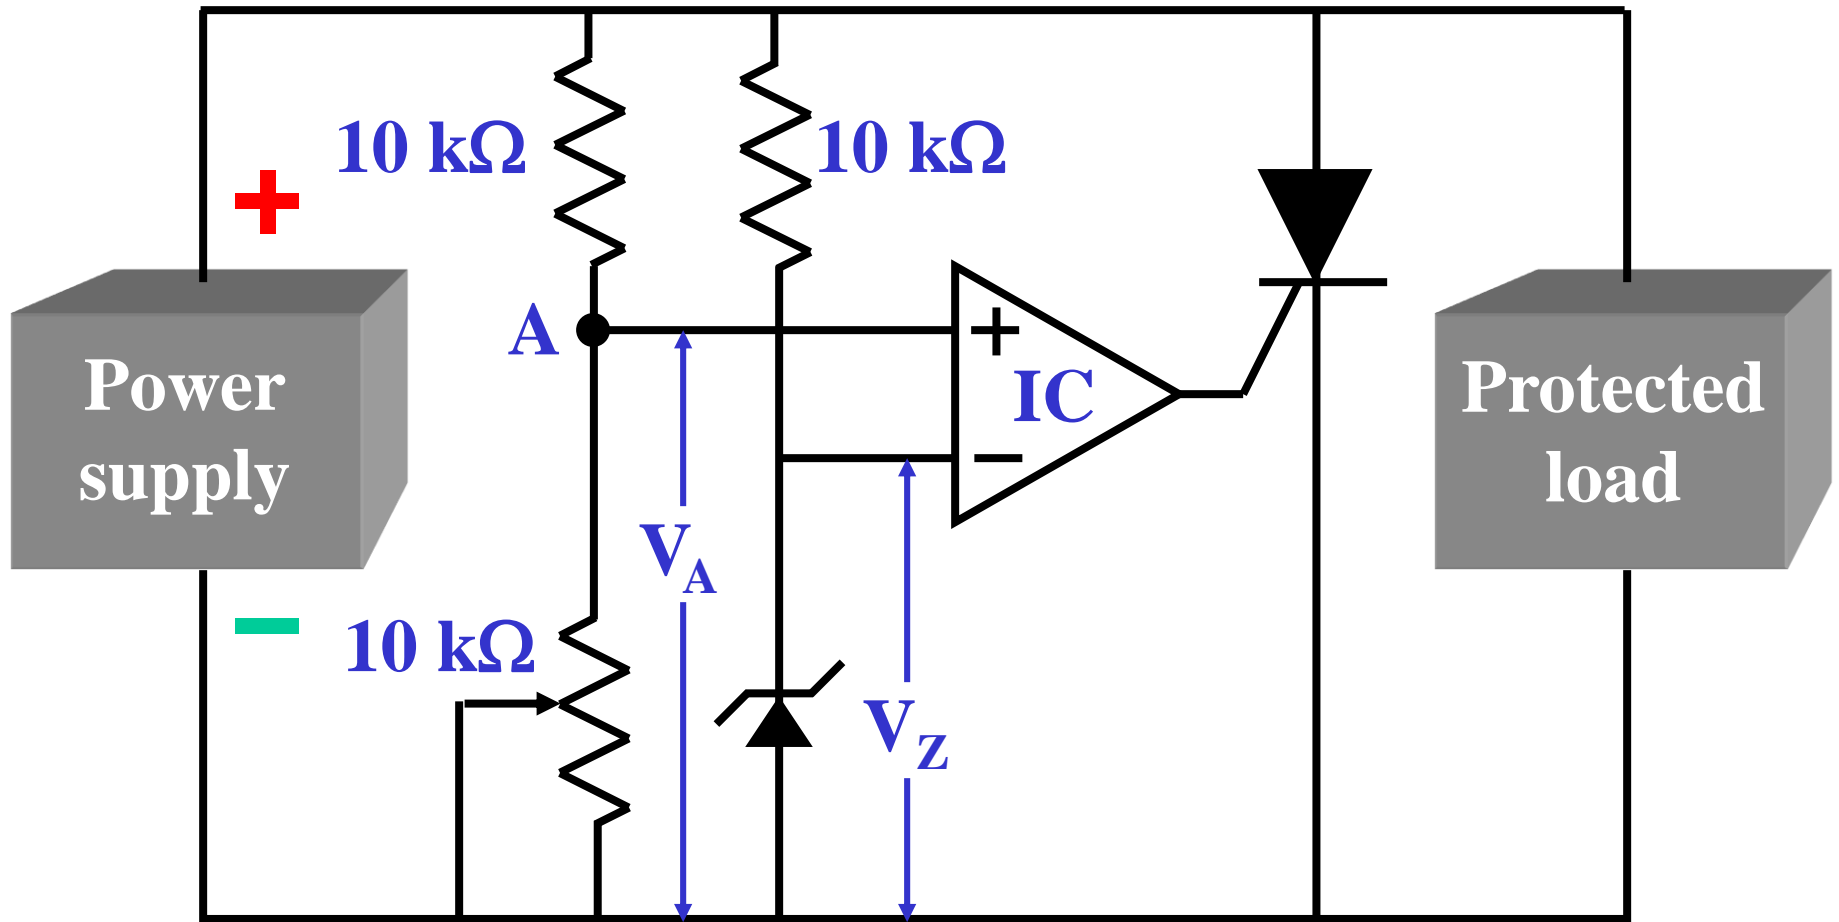 10 kΩ
10 kΩ
+
A
+
Power
supply
IC
Protected
load
−
V_A
−
10 kΩ
V_Z